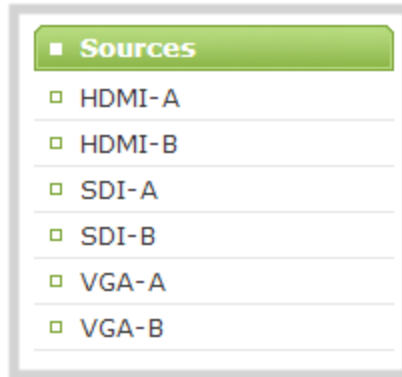 Sources
HDMI-A
HDMI-B
SDI-A
SDI-B
VGA-A
VGA-B